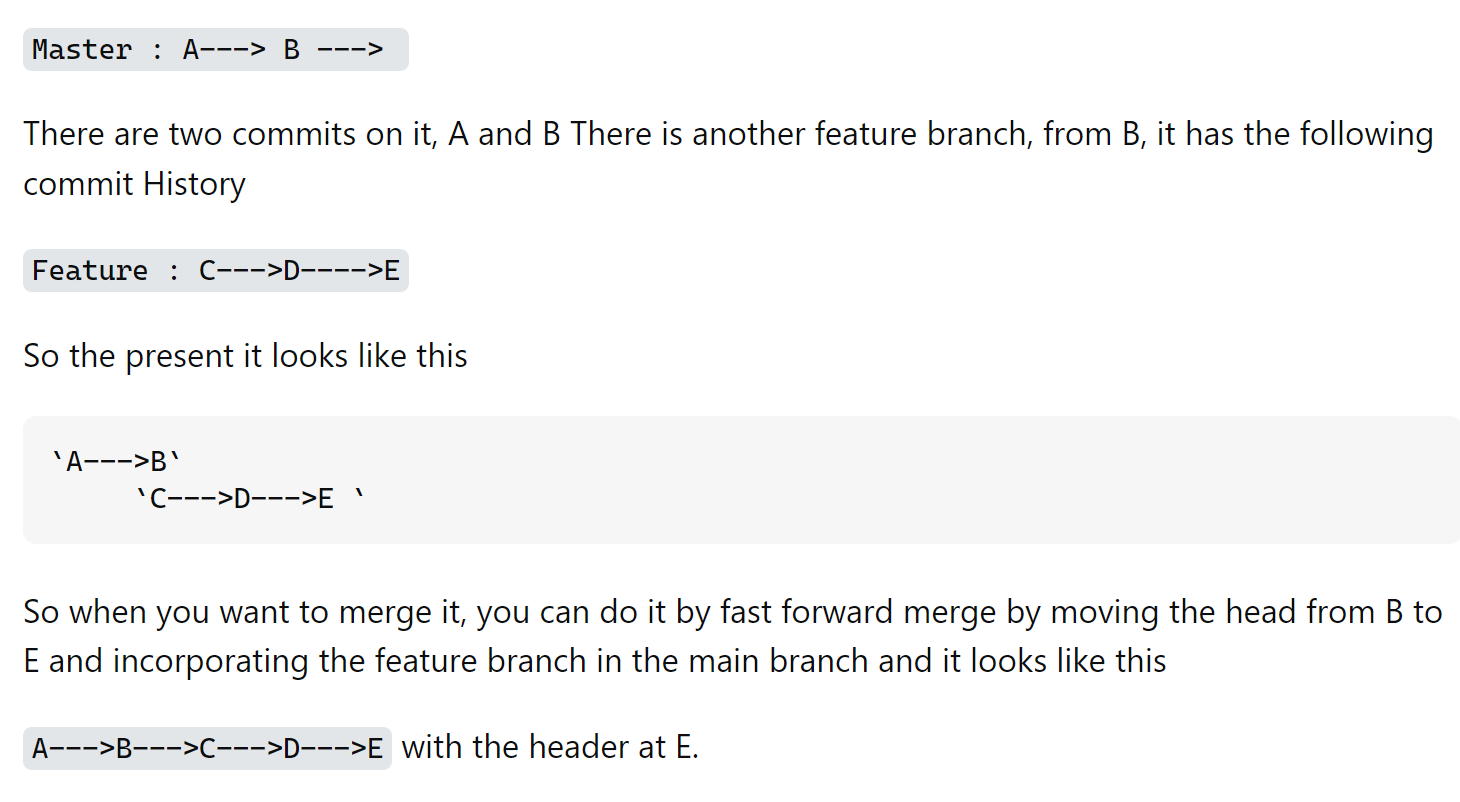 Master : A---> B --->
There are two commits on it, A and B There is another feature branch, from B, it has the following
commit History
Feature : C--->D---->E
So the present it looks like this
`A--->B`
`C--->D--->E `
So when you want to merge it, you can do it by fast forward merge by moving the head from B to
E and incorporating the feature branch in the main branch and it looks like this
A--->B--->C--->D--->E with the header at E.